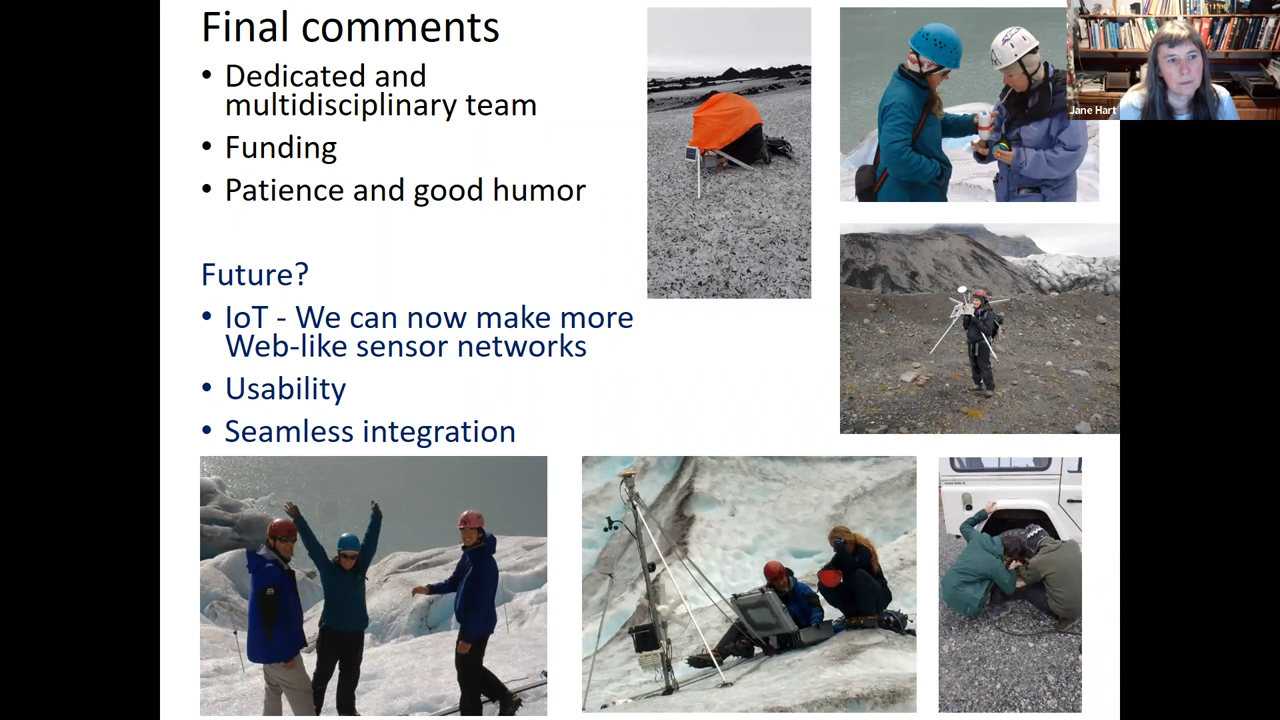 Final comments
• Dedicated and
multidisciplinary team
• Funding
• Patience and good humor
Future?
• IoT - We can now make more
Web-like sensor networks
• Usability
• Seamless integration
Jane Hart